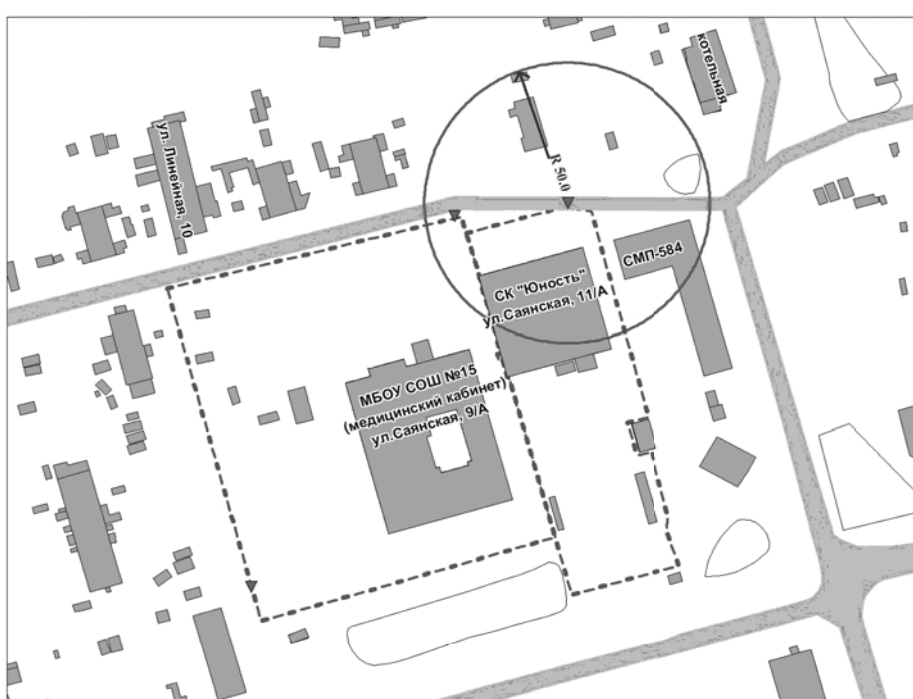 котельная
ул. Линейная, 10
R 50.0
СМП-584
СК "Юность"
ул.Саянская, 11/А
МБОУ СОШ №15
(медицинский кабинет)
ул.Саянская, 9/А